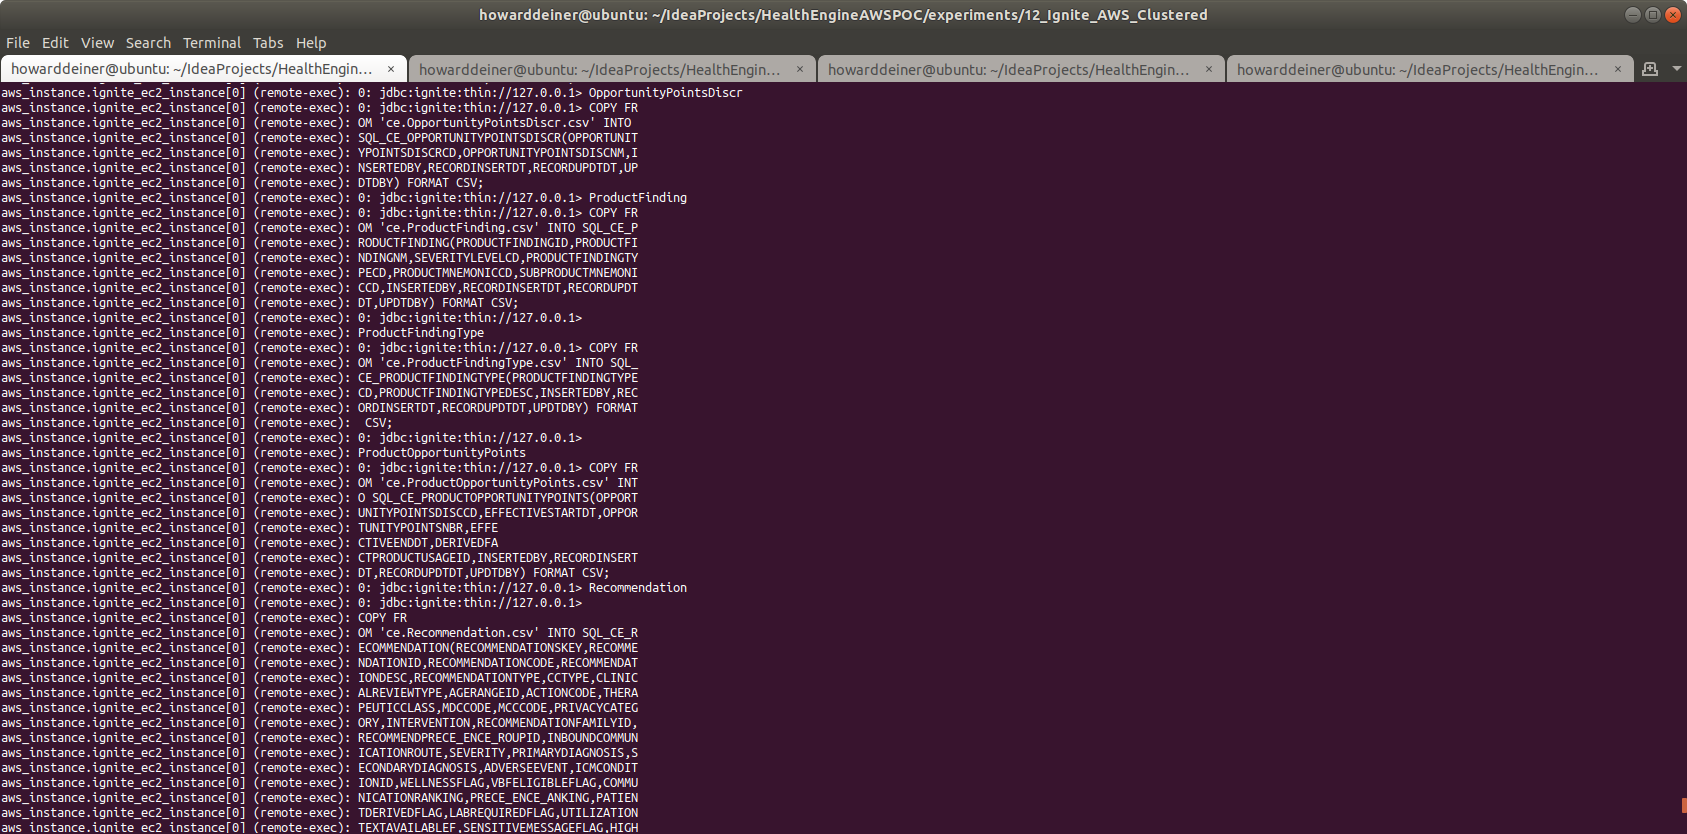 howarddeiner@ubuntu: ~/IdeaProjects/HealthEngineAWSPOC/experiments/12_Ignite_AWS_Clustered
File Edit View Search Terminal Tabs Help
howarddeiner@ubuntu: ~/IdeaProjects/HealthEngin... × howarddeiner@ubuntu: ~/IdeaProjects/HealthEngin... × howarddeiner@ubuntu: ~/IdeaProjects/HealthEngin... × howarddeiner@ubuntu: ~/IdeaProjects/HealthEngin... ×
aws_instance.ignite_ec2_instance[0] (remote-exec): 0: jdbc:ignite:thin://127.0.0.1> OpportunityPointsDiscr
aws_instance.ignite_ec2_instance[0] (remote-exec): 0: jdbc:ignite:thin://127.0.0.1> COPY FR
aws_instance.ignite_ec2_instance[0] (remote-exec): OM 'ce.OpportunityPointsDiscr.csv' INTO
aws_instance.ignite_ec2_instance[0] (remote-exec): SQL_CE_OPPORTUNITYPOINTSDISCR(OPPORTUNIT
aws_instance.ignite_ec2_instance[0] (remote-exec): YPOINTSDISCRCD,OPPORTUNITYPOINTSDISCNM,I
aws_instance.ignite_ec2_instance[0] (remote-exec): NSERTEDBY,RECORDINSERTDT,RECORDUPDTDT,UP
aws_instance.ignite_ec2_instance[0] (remote-exec): DTDBY) FORMAT CSV;
aws_instance.ignite_ec2_instance[0] (remote-exec): 0: jdbc:ignite:thin://127.0.0.1> ProductFinding
aws_instance.ignite_ec2_instance[0] (remote-exec): 0: jdbc:ignite:thin://127.0.0.1> COPY FR
aws_instance.ignite_ec2_instance[0] (remote-exec): OM 'ce.ProductFinding.csv' INTO SQL_CE_P
aws_instance.ignite_ec2_instance[0] (remote-exec): RODUCTFINDING(PRODUCTFINDINGID,PRODUCTFI
aws_instance.ignite_ec2_instance[0] (remote-exec): NDINGNM,SEVERITYLEVELCD,PRODUCTFINDINGTY
aws_instance.ignite_ec2_instance[0] (remote-exec): PECD,PRODUCTMNEMONICCD,SUBPRODUCTMNEMONI
aws_instance.ignite_ec2_instance[0] (remote-exec): CCD,INSERTEDBY,RECORDINSERTDT,RECORDUPDT
aws_instance.ignite_ec2_instance[0] (remote-exec): DT,UPDTDBY) FORMAT CSV;
aws_instance.ignite_ec2_instance[0] (remote-exec): 0: jdbc:ignite:thin://127.0.0.1>
aws_instance.ignite_ec2_instance[0] (remote-exec): ProductFindingType
aws_instance.ignite_ec2_instance[0] (remote-exec): 0: jdbc:ignite:thin://127.0.0.1> COPY FR
aws_instance.ignite_ec2_instance[0] (remote-exec): OM 'ce.ProductFindingType.csv' INTO SQL_
aws_instance.ignite_ec2_instance[0] (remote-exec): CE_PRODUCTFINDINGTYPE(PRODUCTFINDINGTYPE
aws_instance.ignite_ec2_instance[0] (remote-exec): CD,PRODUCTFINDINGTYPEDESC,INSERTEDBY,REC
aws_instance.ignite_ec2_instance[0] (remote-exec): ORDINSERTDT,RECORDUPDTDT,UPDTDBY) FORMAT
aws_instance.ignite_ec2_instance[0] (remote-exec):  CSV;
aws_instance.ignite_ec2_instance[0] (remote-exec): 0: jdbc:ignite:thin://127.0.0.1>
aws_instance.ignite_ec2_instance[0] (remote-exec): ProductOpportunityPoints
aws_instance.ignite_ec2_instance[0] (remote-exec): 0: jdbc:ignite:thin://127.0.0.1> COPY FR
aws_instance.ignite_ec2_instance[0] (remote-exec): OM 'ce.ProductOpportunityPoints.csv' INT
aws_instance.ignite_ec2_instance[0] (remote-exec): O SQL_CE_PRODUCTOPPORTUNITYPOINTS(OPPORT
aws_instance.ignite_ec2_instance[0] (remote-exec): UNITYPOINTSDISCCD,EFFECTIVESTARTDT,OPPOR
aws_instance.ignite_ec2_instance[0] (remote-exec): TUNITYPOINTSNBR,EFFE
aws_instance.ignite_ec2_instance[0] (remote-exec): CTIVEENDDT,DERIVEDFA
aws_instance.ignite_ec2_instance[0] (remote-exec): CTPRODUCTUSAGEID,INSERTEDBY,RECORDINSERT
aws_instance.ignite_ec2_instance[0] (remote-exec): DT,RECORDUPDTDT,UPDTDBY) FORMAT CSV;
aws_instance.ignite_ec2_instance[0] (remote-exec): 0: jdbc:ignite:thin://127.0.0.1> Recommendation
aws_instance.ignite_ec2_instance[0] (remote-exec): 0: jdbc:ignite:thin://127.0.0.1>
aws_instance.ignite_ec2_instance[0] (remote-exec): COPY FR
aws_instance.ignite_ec2_instance[0] (remote-exec): OM 'ce.Recommendation.csv' INTO SQL_CE_R
aws_instance.ignite_ec2_instance[0] (remote-exec): ECOMMENDATION(RECOMMENDATIONSKEY,RECOMME
aws_instance.ignite_ec2_instance[0] (remote-exec): NDATIONID,RECOMMENDATIONCODE,RECOMMENDAT
aws_instance.ignite_ec2_instance[0] (remote-exec): IONDESC,RECOMMENDATIONTYPE,CCTYPE,CLINIC
aws_instance.ignite_ec2_instance[0] (remote-exec): ALREVIEWTYPE,AGERANGEID,ACTIONCODE,THERA
aws_instance.ignite_ec2_instance[0] (remote-exec): PEUTICCLASS,MDCCODE,MCCCODE,PRIVACYCATEG
aws_instance.ignite_ec2_instance[0] (remote-exec): ORY,INTERVENTION,RECOMMENDATIONFAMILYID,
aws_instance.ignite_ec2_instance[0] (remote-exec): RECOMMENDPRECE_ENCE_ROUPID,INBOUNDCOMMUN
aws_instance.ignite_ec2_instance[0] (remote-exec): ICATIONROUTE,SEVERITY,PRIMARYDIAGNOSIS,S
aws_instance.ignite_ec2_instance[0] (remote-exec): ECONDARYDIAGNOSIS,ADVERSEEVENT,ICMCONDIT
aws_instance.ignite_ec2_instance[0] (remote-exec): IONID,WELLNESSFLAG,VBFELIGIBLEFLAG,COMMU
aws_instance.ignite_ec2_instance[0] (remote-exec): NICATIONRANKING,PRECE_ENCE_ANKING,PATIEN
aws_instance.ignite_ec2_instance[0] (remote-exec): TDERIVEDFLAG,LABREQUIREDFLAG,UTILIZATION
aws_instance.ignite_ec2_instance[0] (remote-exec): TEXTAVAILABLEF,SENSITIVEMESSAGEFLAG,HIGH